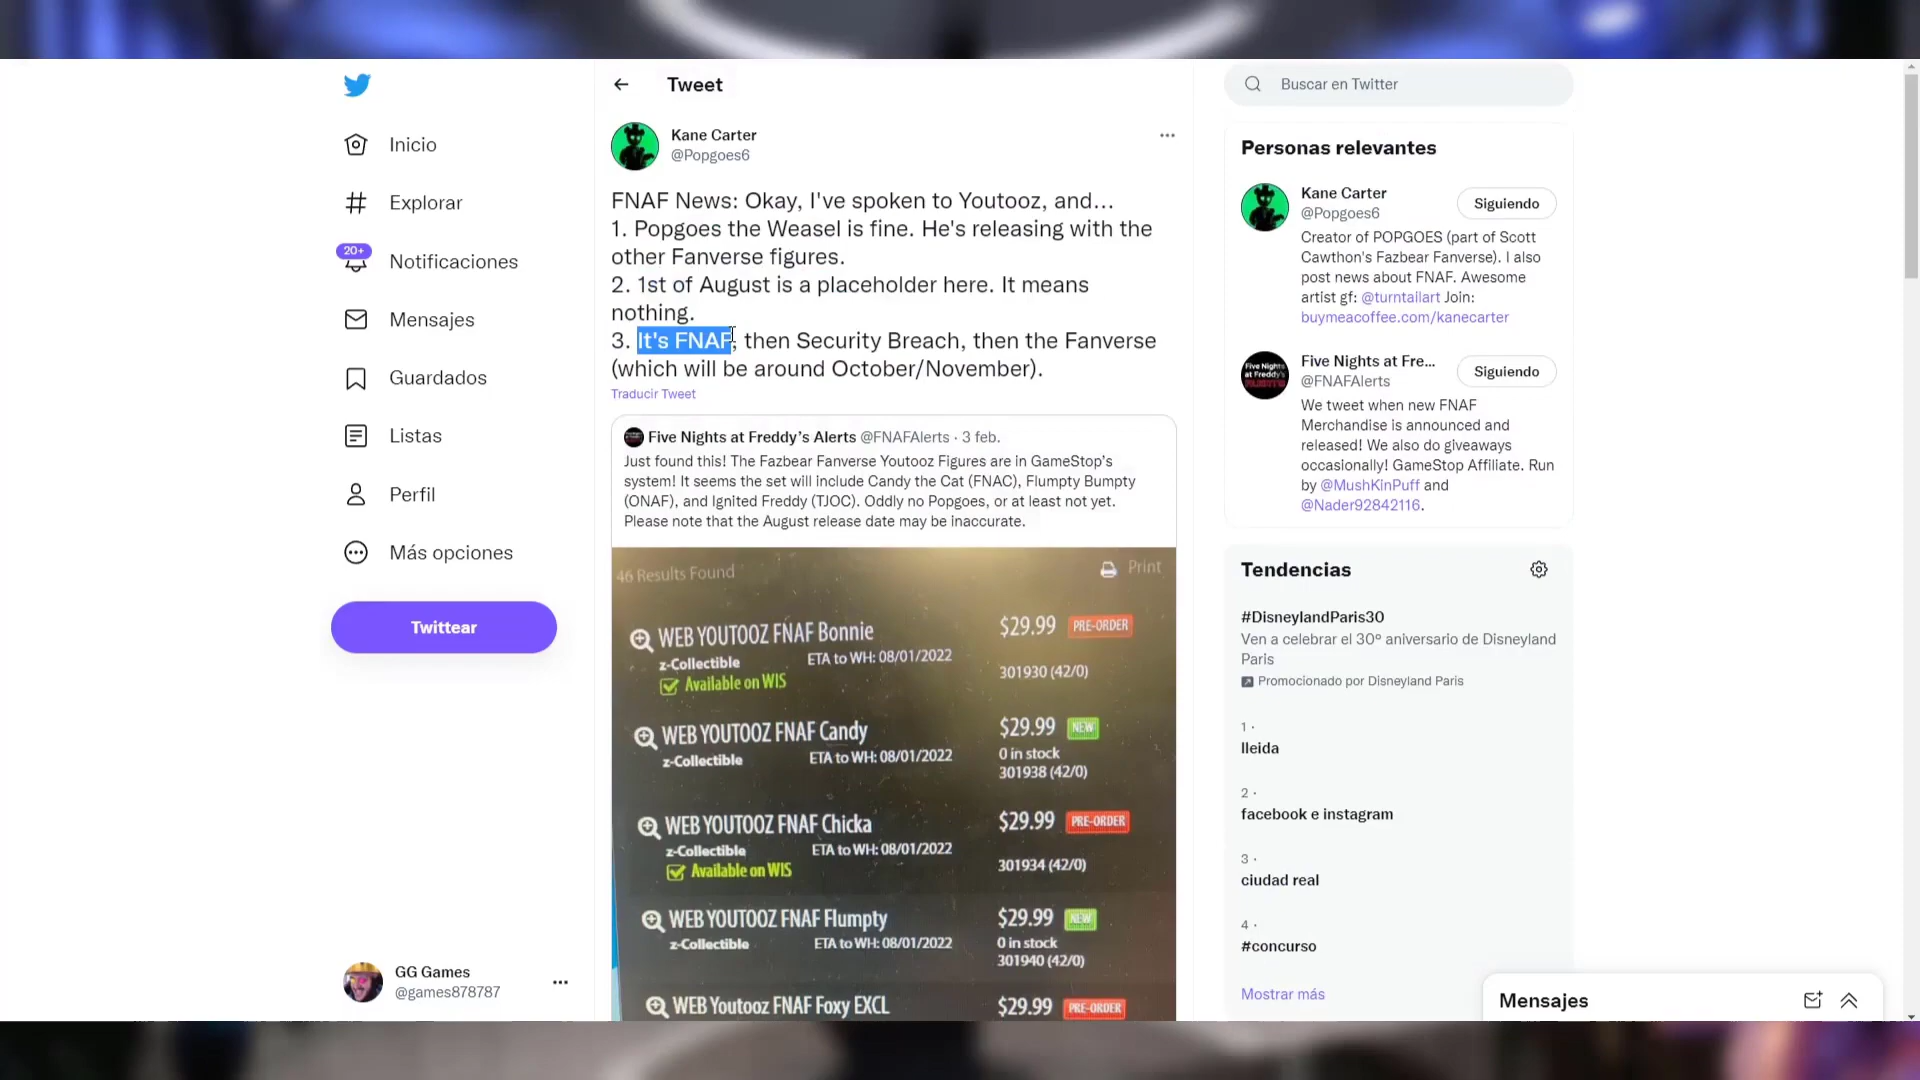 Inicio
Explorar
20+
Notificaciones
Mensajes
Guardados
Listas
Perfil
Más opciones
Twittear
GG Games
@games878787
Tweet
Kane Carter
@Popgoes6
FNAF News: Okay, I've spoken to Youtooz, and...
1. Popgoes the Weasel is fine. He's releasing with the
other Fanverse figures.
2. 1st of August is a placeholder here. It means
nothing.
3. It's FNAF, then Security Breach, then the Fanverse
(which will be around October/November).
Traducir Tweet
Five Nights at Freddy's Alerts @FNAFAlerts · 3 feb.
Just found this! The Fazbear Fanverse Youtooz Figures are in GameStop's
system! It seems the set will include Candy the Cat (FNAC), Flumpty Bumpty
(ONAF), and Ignited Freddy (TJOC). Oddly no Popgoes, or at least not yet.
Please note that the August release date may be inaccurate.
46 Results Found
Print
WEB YOUTOOZ FNAF Bonnie
$29.99 PRE-ORDER
z-Collectible
ETA to WH: 08/01/2022
301930 (42/0)
Available on WIS
WEB YOUTOOZ FNAF Candy
$29.99 NEW
z-Collectible
ETA to WH: 08/01/2022
0 in stock
301938 (42/0)
WEB YOUTOOZ FNAF Chicka
$29.99 PRE-ORDER
z-Collectible
ETA to WH: 08/01/2022
301934 (42/0)
Available on WIS
WEB YOUTOOZ FNAF Flumpty
$29.99 NEW
z-Collectible
ETA to WH: 08/01/2022
0 in stock
301940 (42/0)
WEB Youtooz FNAF Foxy EXCL
$29.99 PRE-ORDER
Buscar en Twitter
Personas relevantes
Kane Carter
@Popgoes6
Siguiendo
Creator of POPGOES (part of Scott
Cawthon's Fazbear Fanverse). I also
post news about FNAF. Awesome
artist gf: @turntailart Join:
buymeacoffee.com/kanecarter
Five Nights at Fre...
@FNAFAlerts
Siguiendo
We tweet when new FNAF
Merchandise is announced and
released! We also do giveaways
occasionally! GameStop Affiliate. Run
by @MushKinPuff and
@Nader92842116.
Tendencias
#DisneylandParis30
Ven a celebrar el 30º aniversario de Disneyland
Paris
Promocionado por Disneyland Paris
1 ·
lleida
2 ·
facebook e instagram
3 ·
ciudad real
4 ·
#concurso
Mostrar más
Mensajes